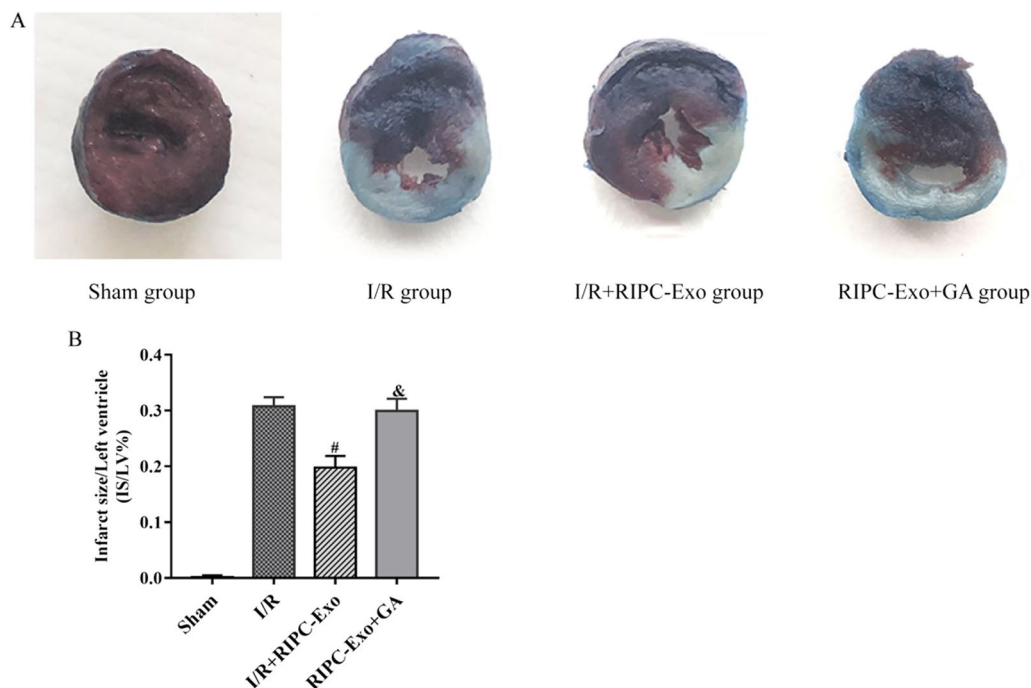 A
Sham group
I/R group
I/R+RIPC-Exo group
RIPC-Exo+GA group
B
Infarct size/Left ventricle
(IS/LV%)
0.4
0.3
0.2
0.1
0.0
#
&
Sham
I/R
I/R+RIPC-Exo
RIPC-Exo+GA